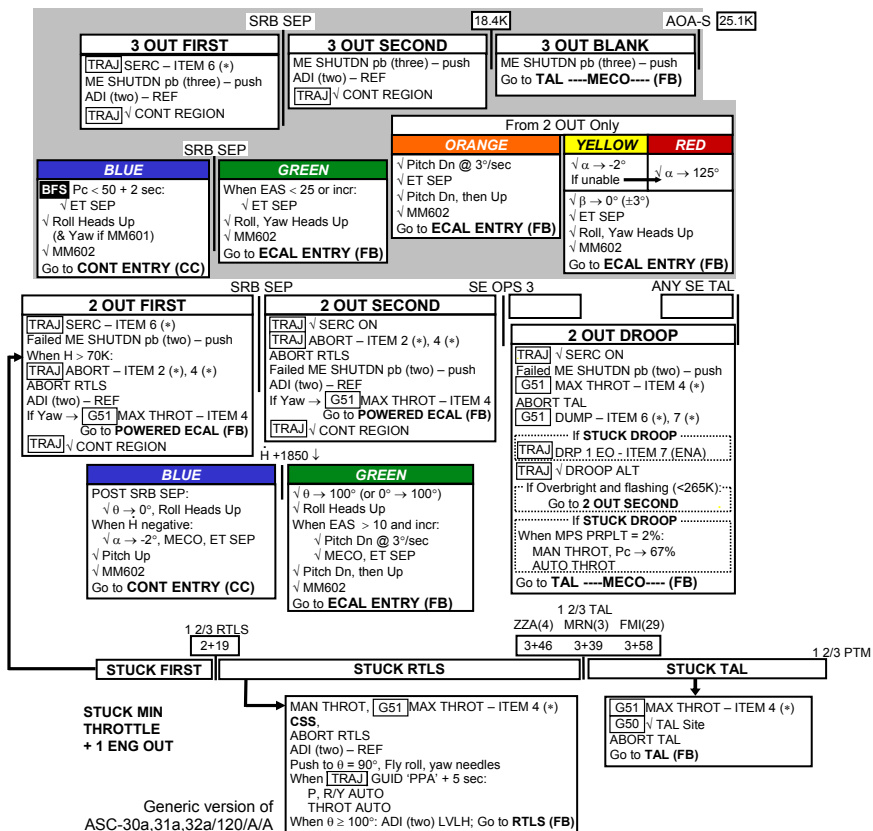 SRB SEP 18.4K AOA-S 25.1K
3 OUT FIRST
TRAJ SERC – ITEM 6 (*)
ME SHUTDN pb (three) – push
ADI (two) – REF
TRAJ √ CONT REGION
3 OUT SECOND
ME SHUTDN pb (three) – push
ADI (two) – REF
TRAJ √ CONT REGION
3 OUT BLANK
ME SHUTDN pb (three) – push
Go to TAL ----MECO---- (FB)
SRB SEP
BLUE
BFS Pc < 50 + 2 sec:
√ ET SEP
√ Roll Heads Up
(& Yaw if MM601)
√ MM602
Go to CONT ENTRY (CC)
GREEN
When EAS < 25 or incr:
√ ET SEP
√ Roll, Yaw Heads Up
√ MM602
Go to ECAL ENTRY (FB)
From 2 OUT Only
ORANGE
√ Pitch Dn @ 3°/sec
√ ET SEP
√ Pitch Dn, then Up
√ MM602
Go to ECAL ENTRY (FB)
YELLOW
√ α → -2°
If unable
RED
√ α → 125°
√ β → 0° (±3°)
√ ET SEP
√ Roll, Yaw Heads Up
√ MM602
Go to ECAL ENTRY (FB)
SRB SEP SE OPS 3 ANY SE TAL
2 OUT FIRST
TRAJ SERC – ITEM 6 (*)
Failed ME SHUTDN pb (two) – push
When H > 70K:
TRAJ ABORT – ITEM 2 (*), 4 (*)
ABORT RTLS
ADI (two) – REF
If Yaw → G51 MAX THROT – ITEM 4
Go to POWERED ECAL (FB)
TRAJ √ CONT REGION
2 OUT SECOND
TRAJ √ SERC ON
TRAJ ABORT – ITEM 2 (*), 4 (*)
ABORT RTLS
Failed ME SHUTDN pb (two) – push
ADI (two) – REF
If Yaw → G51 MAX THROT – ITEM 4
Go to POWERED ECAL (FB)
TRAJ √ CONT REGION
2 OUT DROOP
TRAJ √ SERC ON
Failed ME SHUTDN pb (two) – push
G51 MAX THROT – ITEM 4 (*)
ABORT TAL
G51 DUMP – ITEM 6 (*), 7 (*)
If STUCK DROOP
TRAJ DRP 1 EO - ITEM 7 (ENA)
TRAJ √ DROOP ALT
If Overbright and flashing (<265K):
Go to 2 OUT SECOND
If STUCK DROOP
When MPS PRPLT = 2%:
MAN THROT, Pc → 67%
AUTO THROT
Go to TAL ----MECO---- (FB)
Ḣ +1850 ↓
BLUE
POST SRB SEP:
√ θ → 0°, Roll Heads Up
When Ḣ negative:
√ α → -2°, MECO, ET SEP
√ Pitch Up
√ MM602
Go to CONT ENTRY (CC)
GREEN
√ θ → 100° (or 0° → 100°)
√ Roll Heads Up
When EAS > 10 and incr:
√ Pitch Dn @ 3°/sec
√ MECO, ET SEP
√ Pitch Dn, then Up
√ MM602
Go to ECAL ENTRY (FB)
1 2/3 RTLS
2+19
1 2/3 TAL
ZZA(4) MRN(3) FMI(29)
3+46 3+39 3+58
1 2/3 PTM
STUCK FIRST STUCK RTLS STUCK TAL
STUCK MIN
THROTTLE
+ 1 ENG OUT
MAN THROT, G51 MAX THROT – ITEM 4 (*)
CSS,
ABORT RTLS
ADI (two) – REF
Push to θ = 90°, Fly roll, yaw needles
When TRAJ GUID 'PPA' + 5 sec:
P, R/Y AUTO
THROT AUTO
When θ ≥ 100°: ADI (two) LVLH; Go to RTLS (FB)
G51 MAX THROT – ITEM 4 (*)
G50 √ TAL Site
ABORT TAL
Go to TAL (FB)
Generic version of
ASC-30a,31a,32a/120/A/A